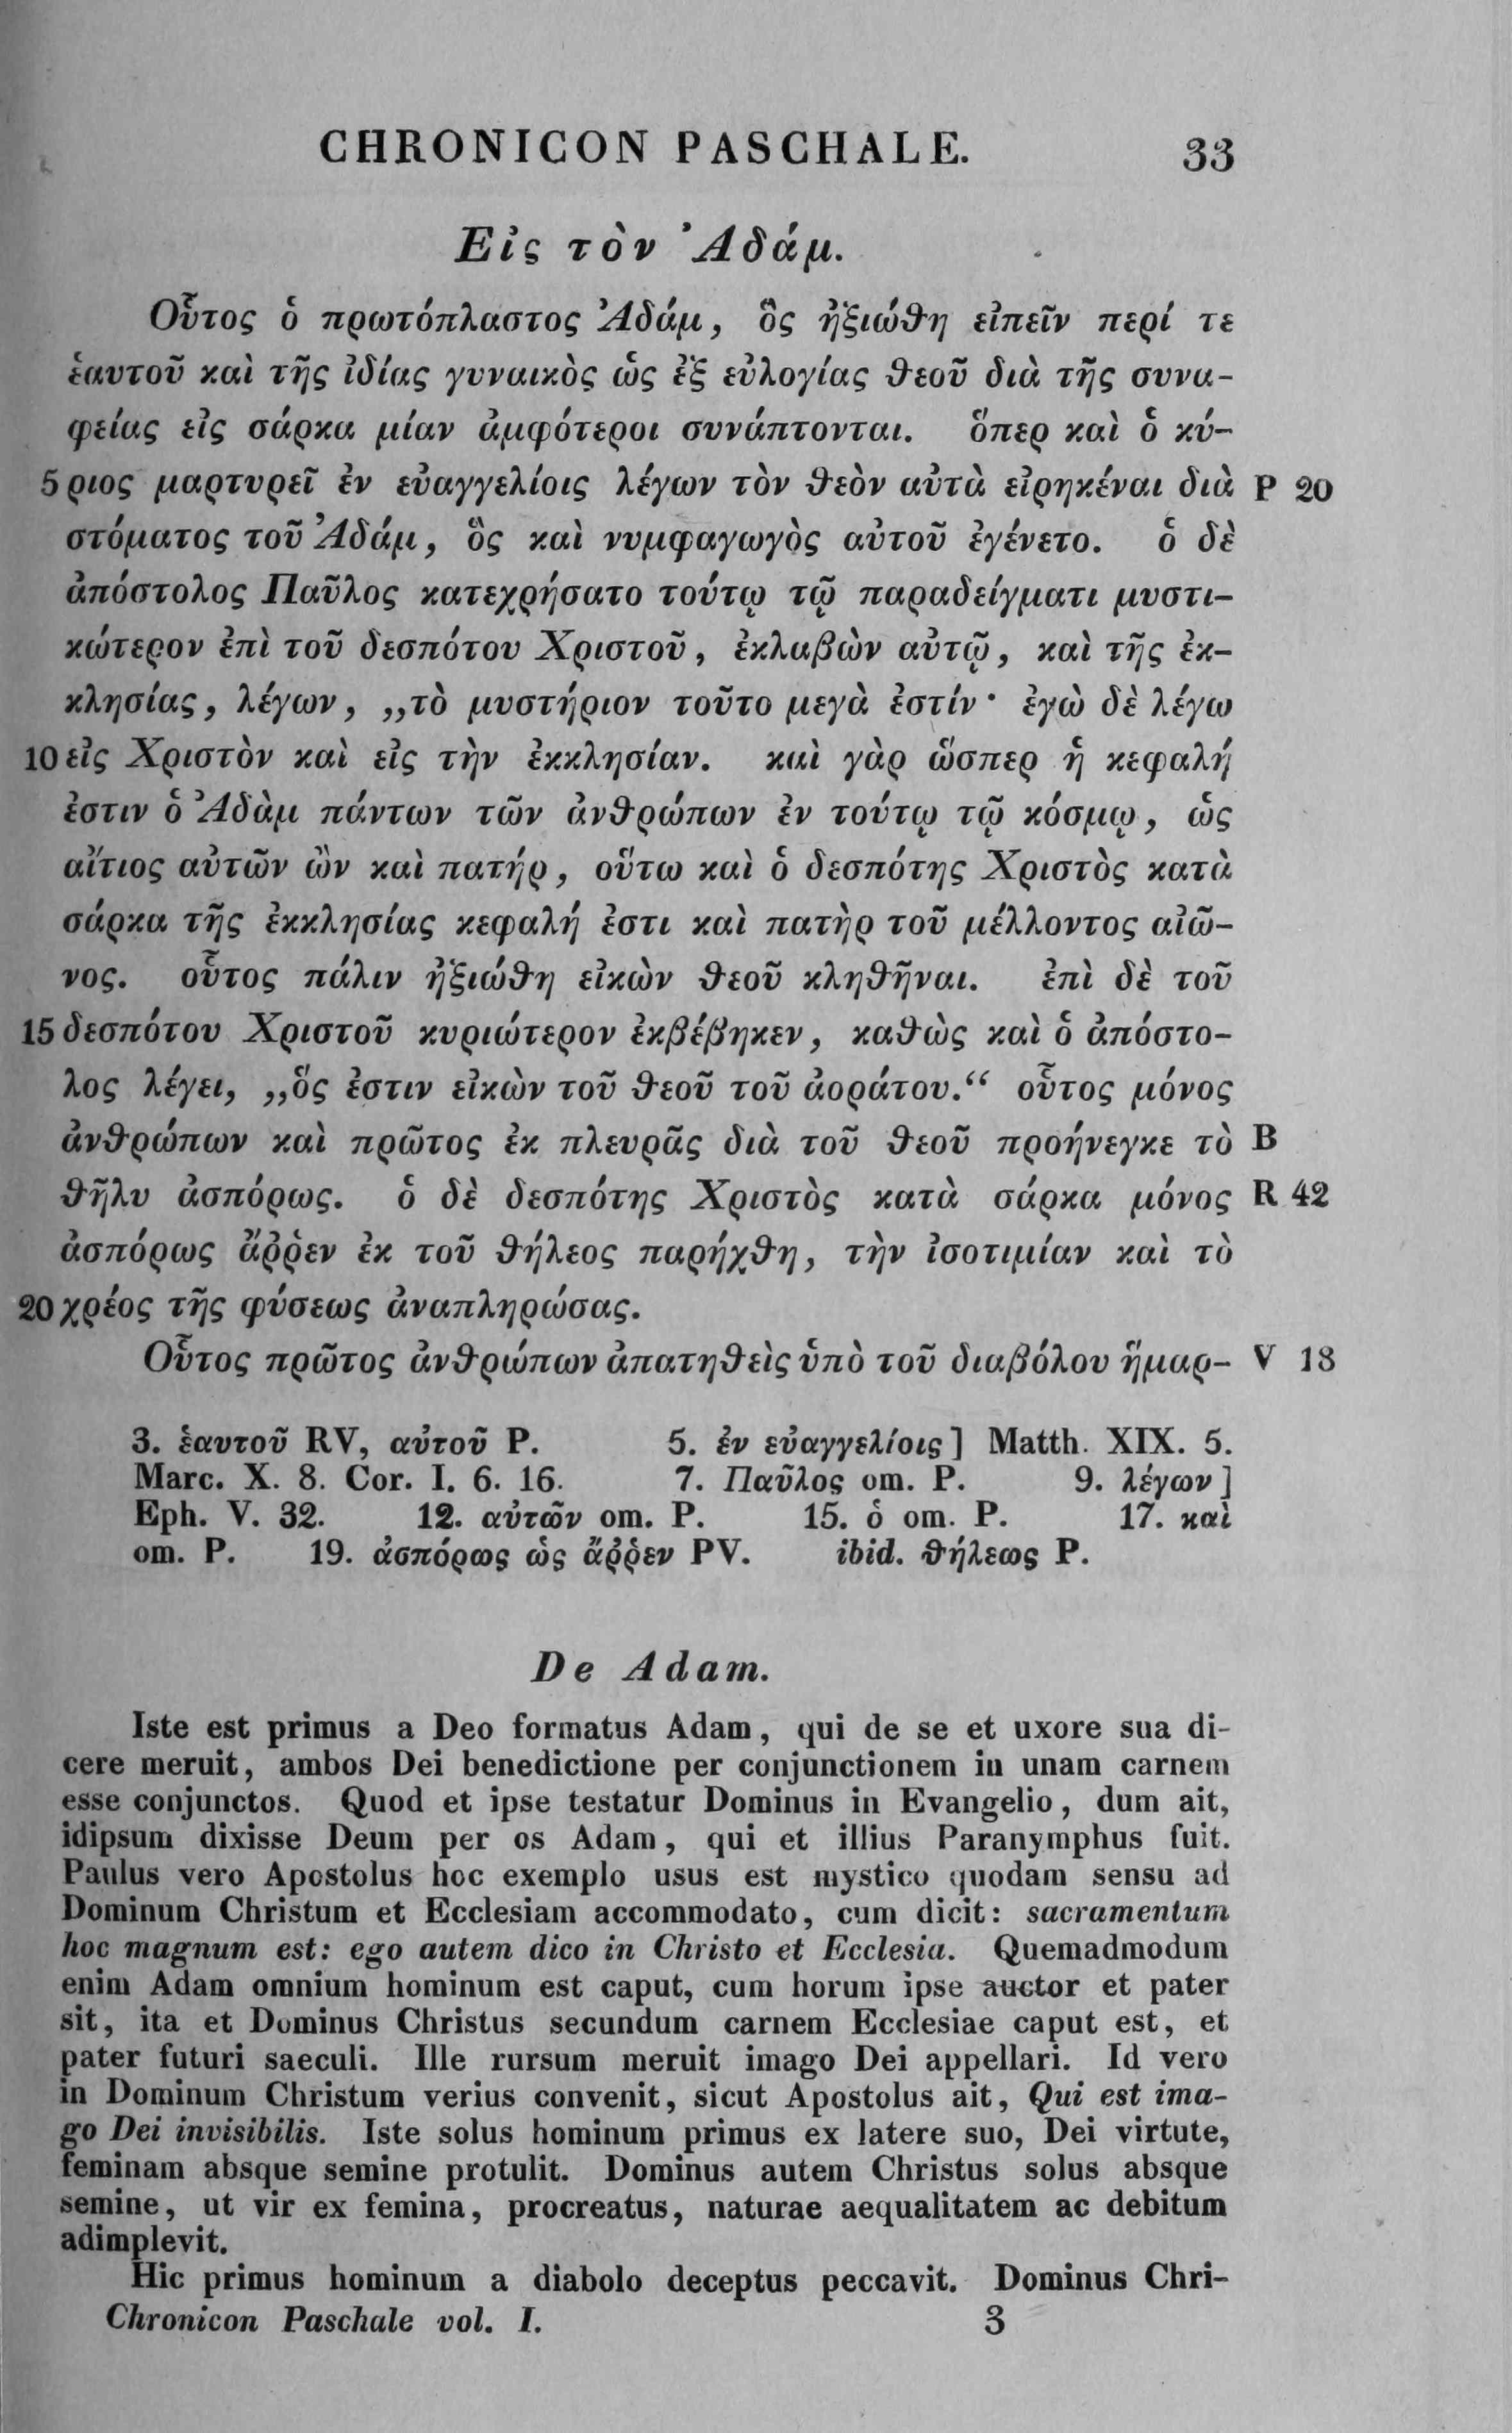 CHRONICON PASCHALE. 33
Εἰς τὸν Ἀδάμ.
Οὗτος ὁ πρωτόπλαστος Ἀδάμ, ὃς ἠξιώθη εἰπεῖν περί τε
ἑαυτοῦ καὶ τῆς ἰδίας γυναικὸς ὡς ἐξ εὐλογίας θεοῦ διὰ τῆς συνα-
φείας εἰς σάρκα μίαν ἀμφότεροι συνάπτονται. ὅπερ καὶ ὁ κύ-
5 ριος μαρτυρεῖ ἐν εὐαγγελίοις λέγων τὸν θεὸν αὐτὰ εἰρηκέναι διὰ P 20
στόματος τοῦ Ἀδάμ, ὃς καὶ νυμφαγωγὸς αὐτοῦ ἐγένετο. ὁ δὲ
ἀπόστολος Παῦλος κατεχρήσατο τούτῳ τῷ παραδείγματι μυστι-
κώτερον ἐπὶ τοῦ δεσπότου Χριστοῦ, ἐκλαβὼν αὐτῷ, καὶ τῆς ἐκ-
κλησίας, λέγων, „τὸ μυστήριον τοῦτο μεγὰ ἐστίν· ἐγὼ δὲ λέγω
10 εἰς Χριστὸν καὶ εἰς τὴν ἐκκλησίαν. καὶ γὰρ ὥσπερ ἡ κεφαλή
ἐστιν ὁ Ἀδὰμ πάντων τῶν ἀνθρώπων ἐν τούτῳ τῷ κόσμῳ, ὡς
αἴτιος αὐτῶν ὢν καὶ πατήρ, οὕτω καὶ ὁ δεσπότης Χριστὸς κατὰ
σάρκα τῆς ἐκκλησίας κεφαλή ἐστι καὶ πατὴρ τοῦ μέλλοντος αἰῶ-
νος. οὗτος πάλιν ἠξιώθη εἰκὼν θεοῦ κληθῆναι. ἐπὶ δὲ τοῦ
15 δεσπότου Χριστοῦ κυριώτερον ἐκβέβηκεν, καθὼς καὶ ὁ ἀπόστο-
λος λέγει, „ὅς ἐστιν εἰκὼν τοῦ θεοῦ τοῦ ἀοράτου.“ οὗτος μόνος
ἀνθρώπων καὶ πρῶτος ἐκ πλευρᾶς διὰ τοῦ θεοῦ προήνεγκε τὸ B
θῆλυ ἀσπόρως. ὁ δὲ δεσπότης Χριστὸς κατὰ σάρκα μόνος R 42
ἀσπόρως ἄῤῥεν ἐκ τοῦ θήλεος παρήχθη, τὴν ἰσοτιμίαν καὶ τὸ
20 χρέος τῆς φύσεως ἀναπληρώσας.
Οὗτος πρῶτος ἀνθρώπων ἀπατηθεὶς ὑπὸ τοῦ διαβόλου ἥμαρ- V 18
3. ἑαυτοῦ RV, αὐτοῦ P. 5. ἐν εὐαγγελίοις] Matth. XIX. 5.
Marc. X. 8. Cor. I. 6. 16. 7. Παῦλος om. P. 9. λέγων]
Eph. V. 32. 12. αὐτῶν om. P. 15. ὁ om. P. 17. καὶ
om. P. 19. ἀσπόρως ὡς ἄῤῥεν PV. ibid. θήλεως P.
De Adam.
Iste est primus a Deo formatus Adam, qui de se et uxore sua di-
cere meruit, ambos Dei benedictione per conjunctionem in unam carnem
esse conjunctos. Quod et ipse testatur Dominus in Evangelio, dum ait,
idipsum dixisse Deum per os Adam, qui et illius Paranymphus fuit.
Paulus vero Apostolus hoc exemplo usus est mystico quodam sensu ad
Dominum Christum et Ecclesiam accommodato, cum dicit: sacramentum
hoc magnum est: ego autem dico in Christo et Ecclesia. Quemadmodum
enim Adam omnium hominum est caput, cum horum ipse auctor et pater
sit, ita et Dominus Christus secundum carnem Ecclesiae caput est, et
pater futuri saeculi. Ille rursum meruit imago Dei appellari. Id vero
in Dominum Christum verius convenit, sicut Apostolus ait, Qui est ima-
go Dei invisibilis. Iste solus hominum primus ex latere suo, Dei virtute,
feminam absque semine protulit. Dominus autem Christus solus absque
semine, ut vir ex femina, procreatus, naturae aequalitatem ac debitum
adimplevit.
Hic primus hominum a diabolo deceptus peccavit. Dominus Chri-
Chronicon Paschale vol. I. 3